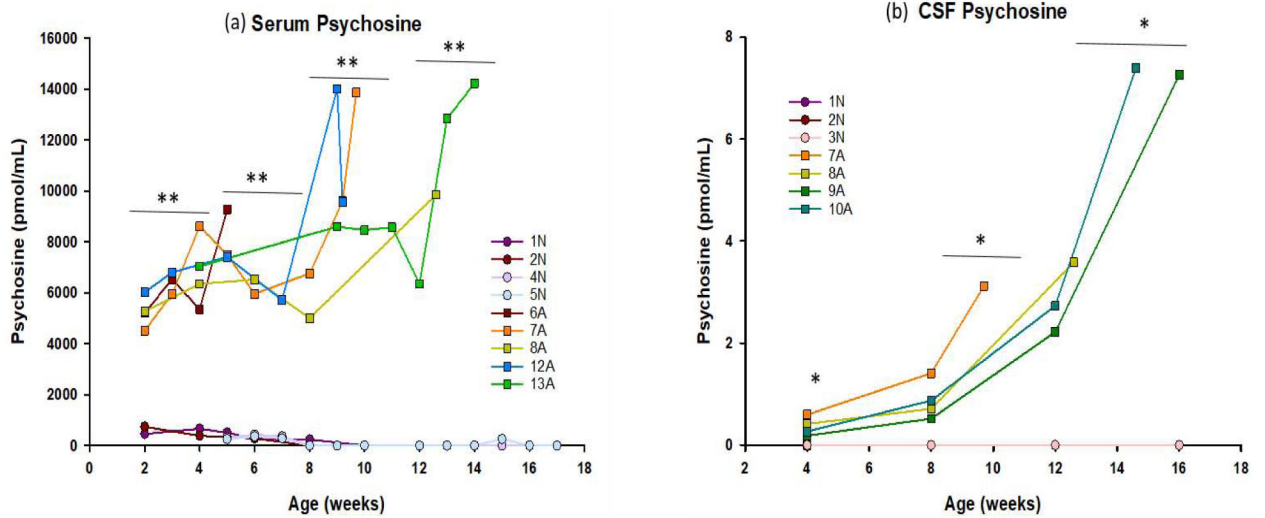 (a) Serum Psychosine
16000
14000
12000
10000
8000
6000
4000
2000
0
Psychosine (pmol/mL)
**
**
**
**
1N
2N
4N
5N
6A
7A
8A
12A
13A
0 2 4 6 8 10 12 14 16 18
Age (weeks)
(b) CSF Psychosine
8
6
4
2
0
Psychosine (pmol/mL)
*
*
*
1N
2N
3N
7A
8A
9A
10A
2 4 6 8 10 12 14 16 18
Age (weeks)